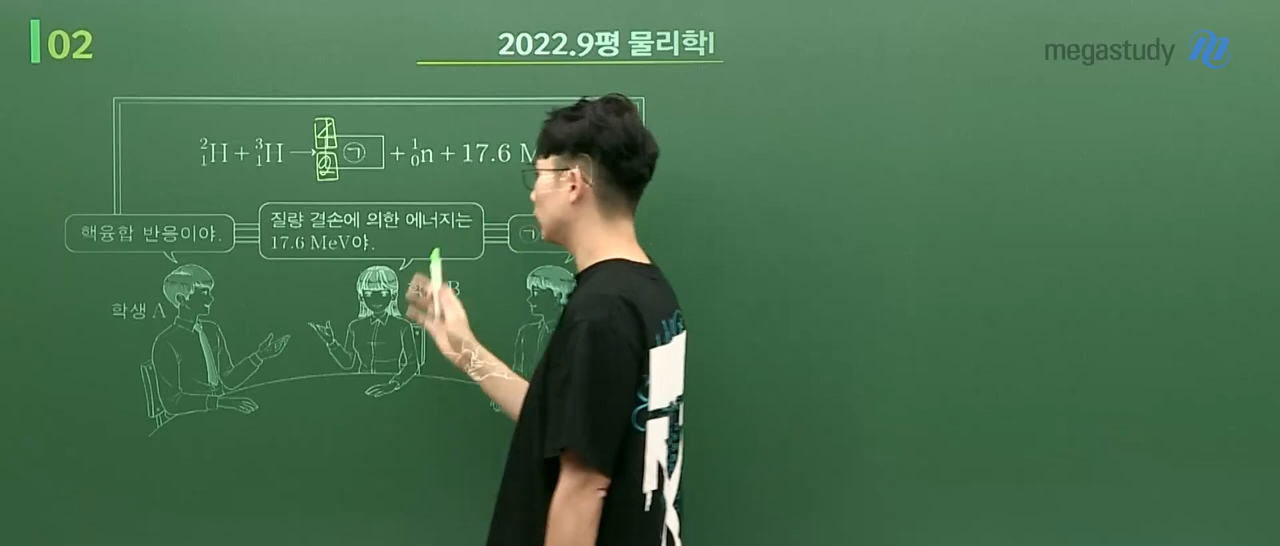 02
2022.9평 물리학I
megastudy
²₁H + ³₁H → ⁴₂ ㉠ + ¹₀n + 17.6 M
핵융합 반응이야.
질량 결손에 의한 에너지는
17.6 MeV야.
㉠
학생 A
B